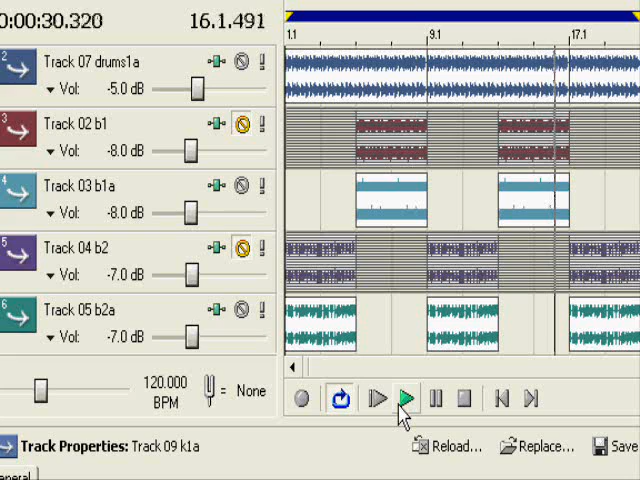 0:00:30.320 16.1.491
1.1 9.1 17.1
2 Track 07 drums1a
Vol: -5.0 dB
3 Track 02 b1
Vol: -8.0 dB
4 Track 03 b1a
Vol: -8.0 dB
5 Track 04 b2
Vol: -7.0 dB
6 Track 05 b2a
Vol: -7.0 dB
120.000 = None
BPM
Track Properties: Track 09 k1a Reload... Replace... Save
eneral